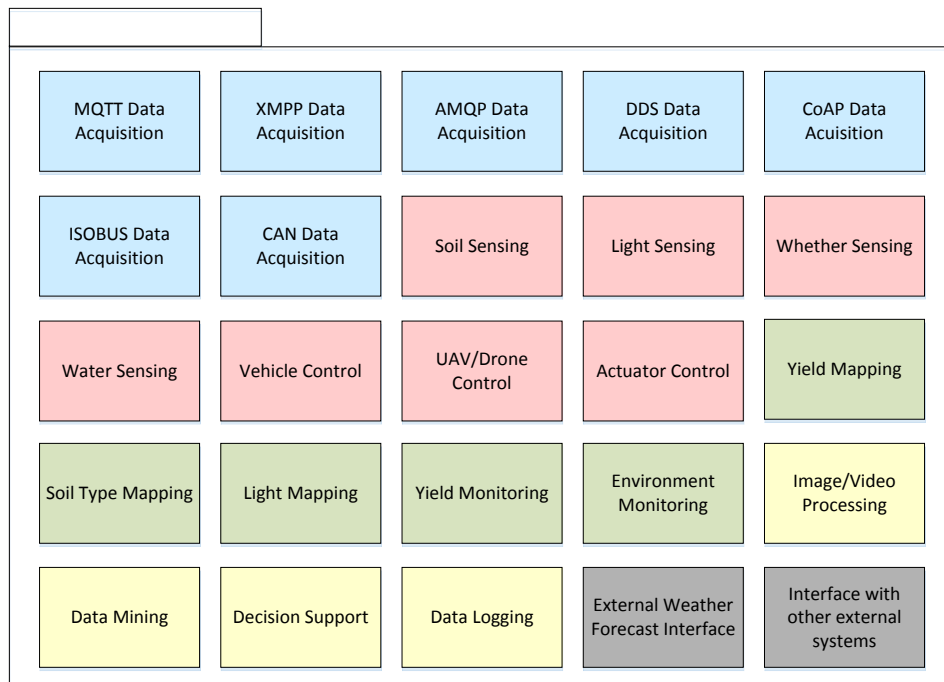 MQTT Data
Acquisition
XMPP Data
Acquisition
AMQP Data
Acquisition
DDS Data
Acquisition
CoAP Data
Acuisition
ISOBUS Data
Acquisition
CAN Data
Acquisition
Soil Sensing
Light Sensing
Whether Sensing
Water Sensing
Vehicle Control
UAV/Drone
Control
Actuator Control
Yield Mapping
Soil Type Mapping
Light Mapping
Yield Monitoring
Environment
Monitoring
Image/Video
Processing
Data Mining
Decision Support
Data Logging
External Weather
Forecast Interface
Interface with
other external
systems